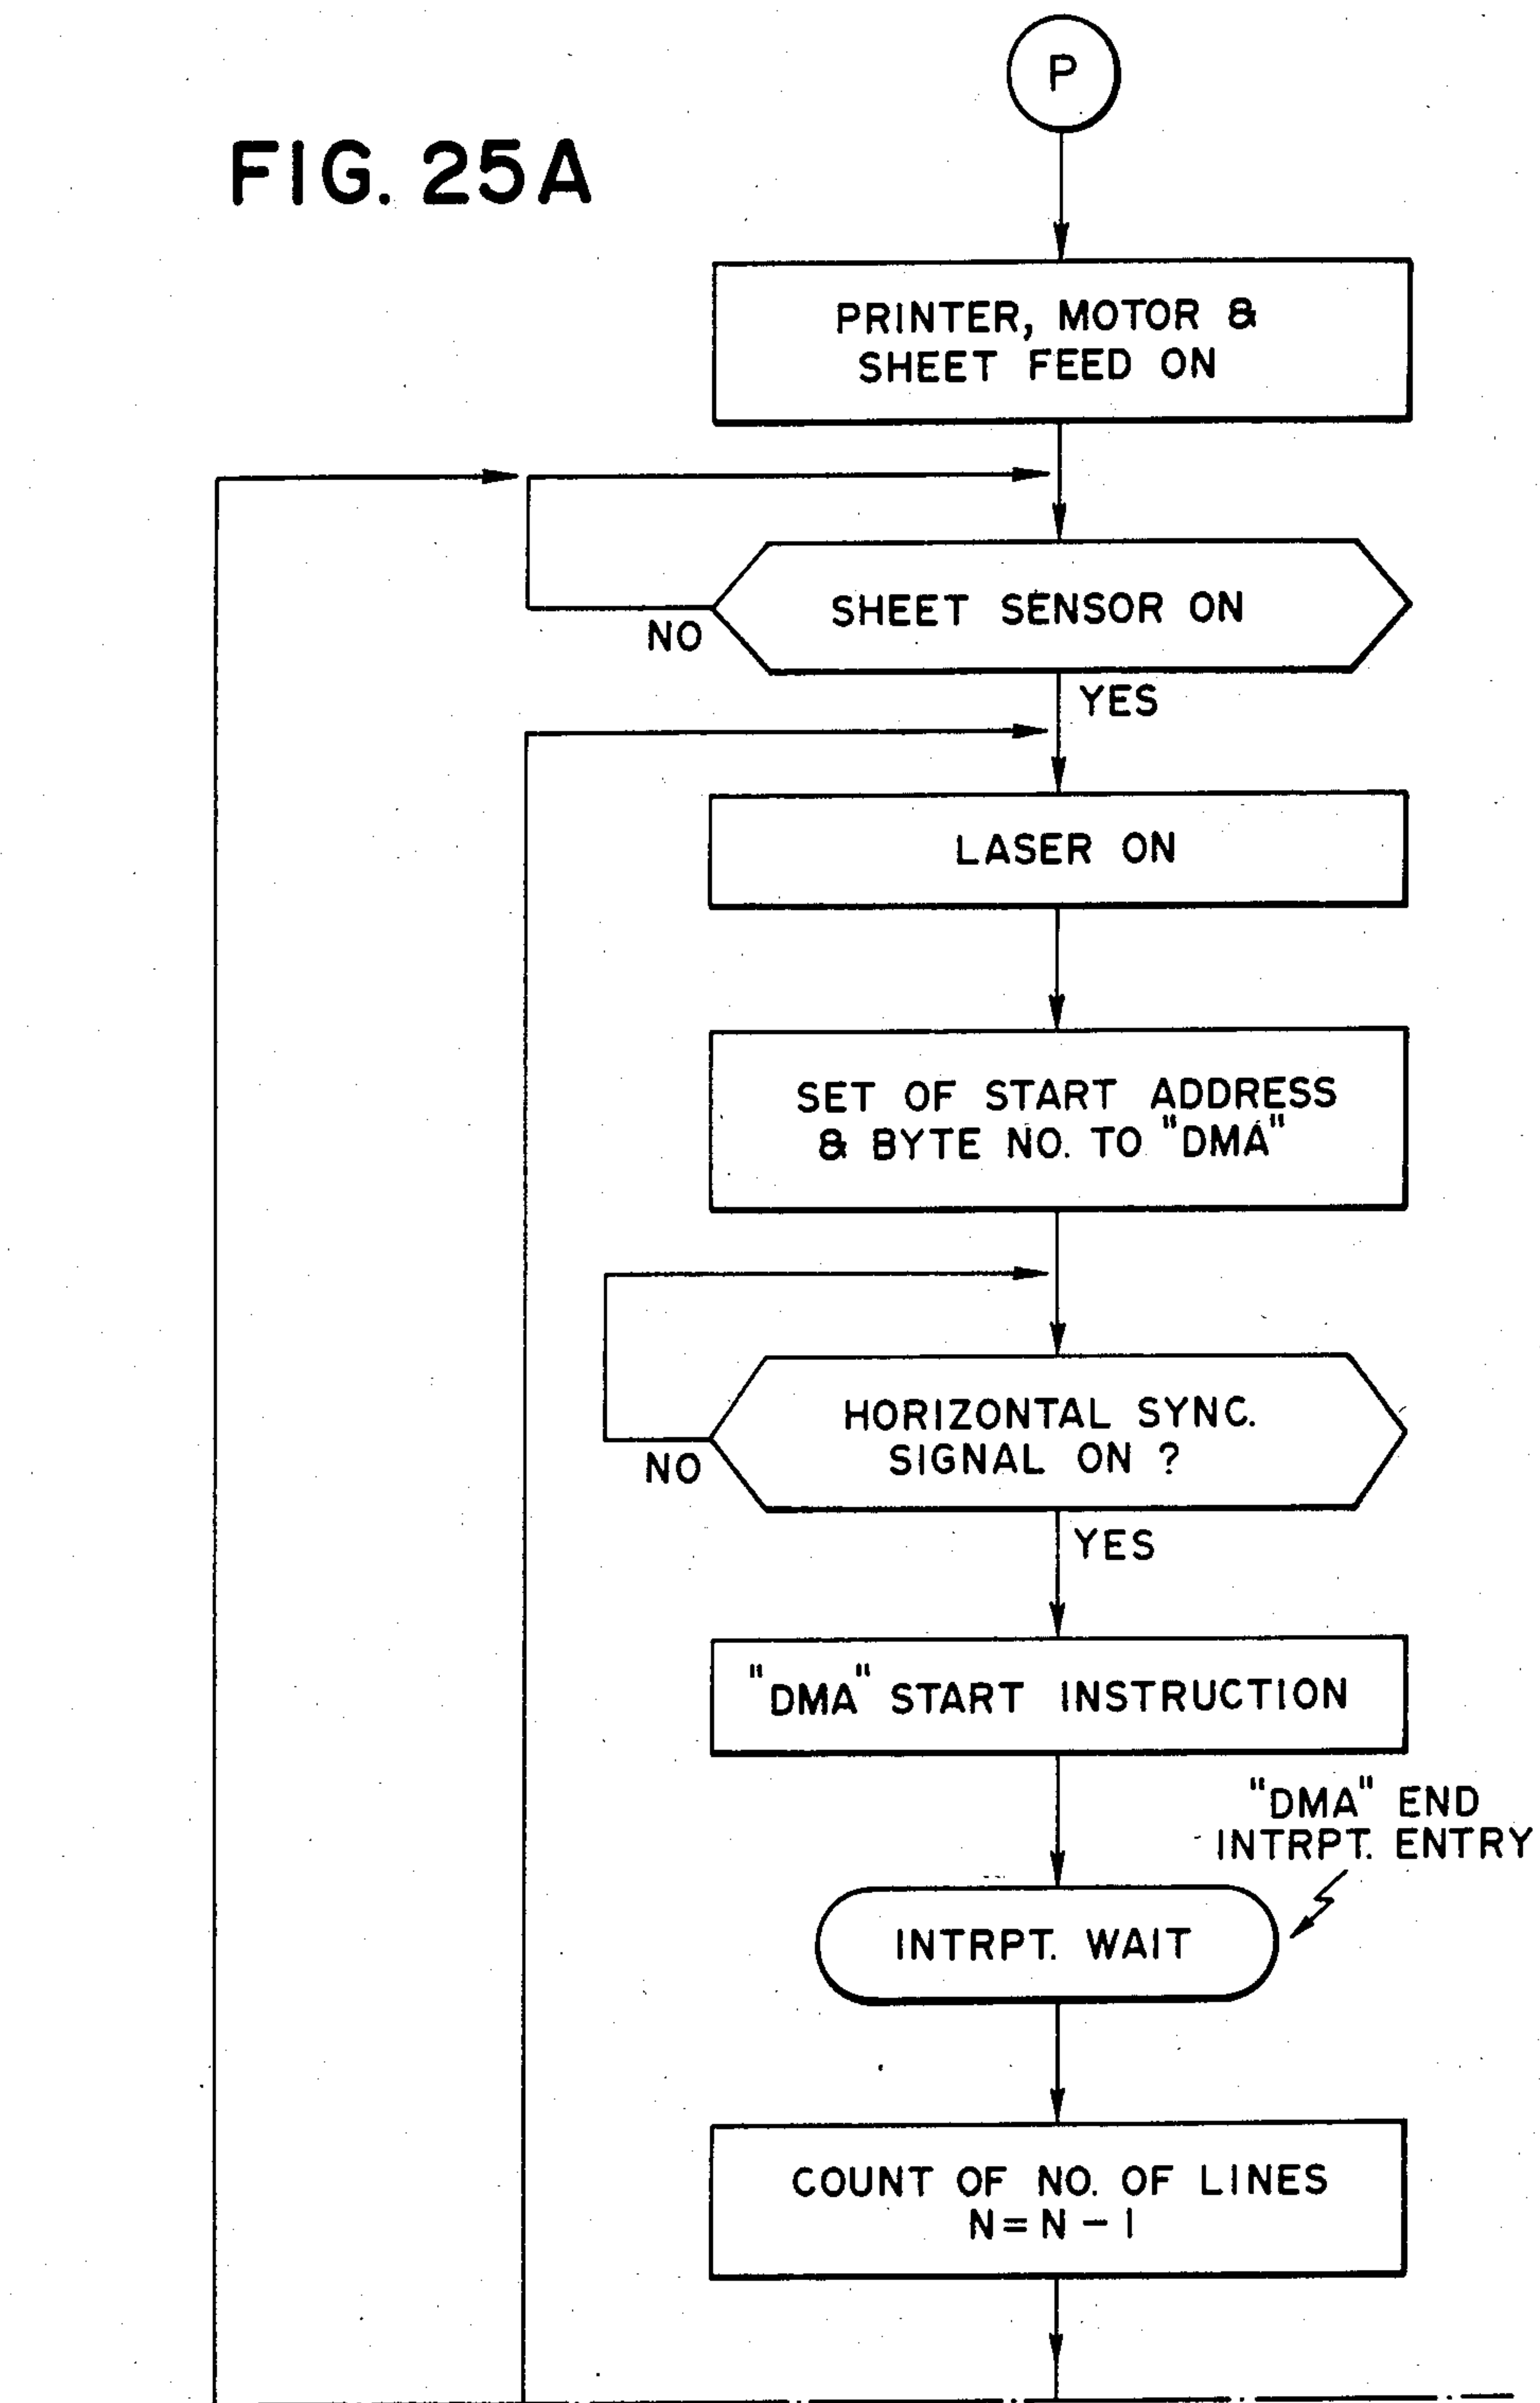 P
FIG. 25A
PRINTER, MOTOR &
SHEET FEED ON
SHEET SENSOR ON
NO
YES
LASER ON
SET OF START ADDRESS
& BYTE NO. TO "DMA"
HORIZONTAL SYNC.
SIGNAL ON ?
NO
YES
"DMA" START INSTRUCTION
"DMA" END
INTRPT. ENTRY
INTRPT. WAIT
COUNT OF NO. OF LINES
N = N - 1